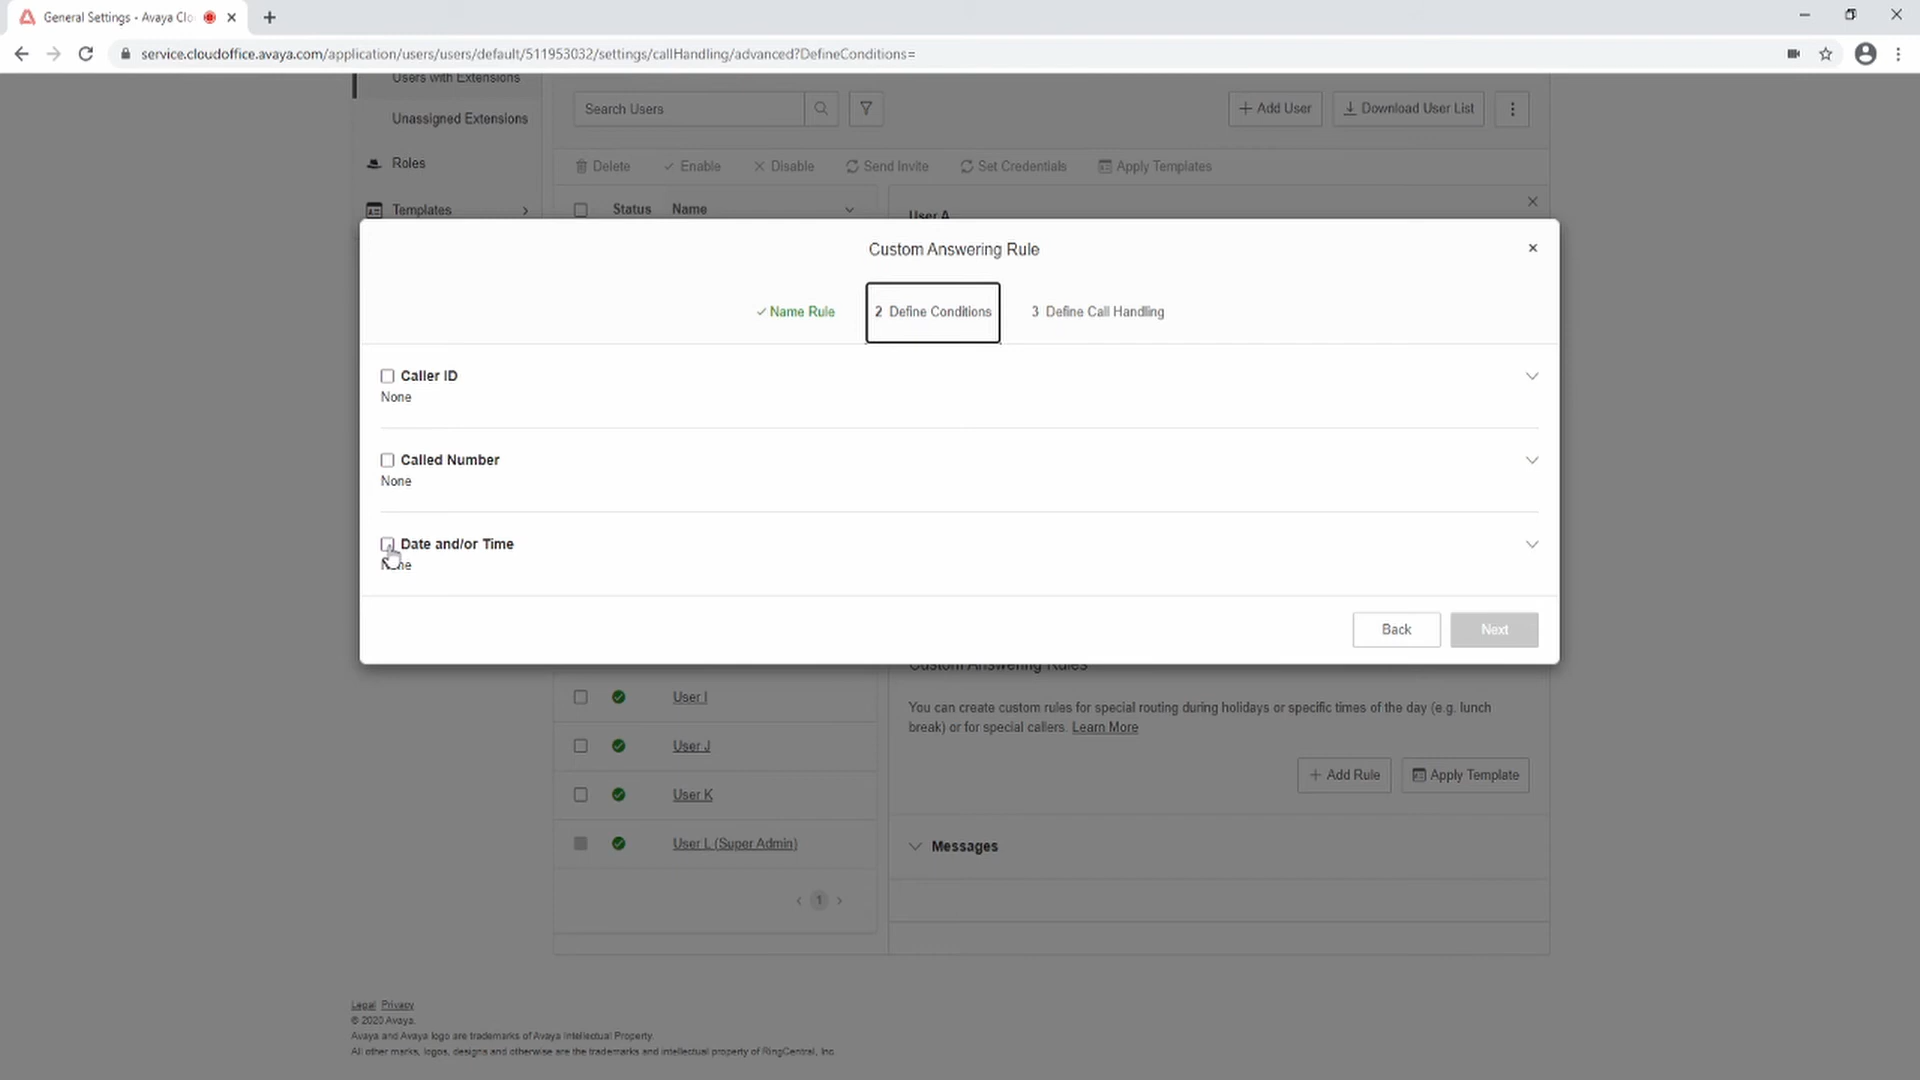 General Settings - Avaya Clo
service.cloudoffice.avaya.com/application/users/users/default/511953032/settings/callHandling/advanced?DefineConditions=
Users with Extensions
Unassigned Extensions
Roles
Templates
Search Users
Add User
Download User List
Delete
Enable
Disable
Send Invite
Set Credentials
Apply Templates
Status Name
User A
Custom Answering Rule
Name Rule
2 Define Conditions
3 Define Call Handling
Caller ID
None
Called Number
None
Date and/or Time
None
Back
Next
Custom Answering Rules
You can create custom rules for special routing during holidays or specific times of the day (e.g. lunch
break) or for special callers. Learn More
Add Rule
Apply Template
Messages
User I
User J
User K
User L (Super Admin)
1
Legal Privacy
© 2020 Avaya.
Avaya and Avaya logo are trademarks of Avaya Intellectual Property.
All other marks, logos, designs and otherwise are the trademarks and intellectual property of RingCentral, Inc.